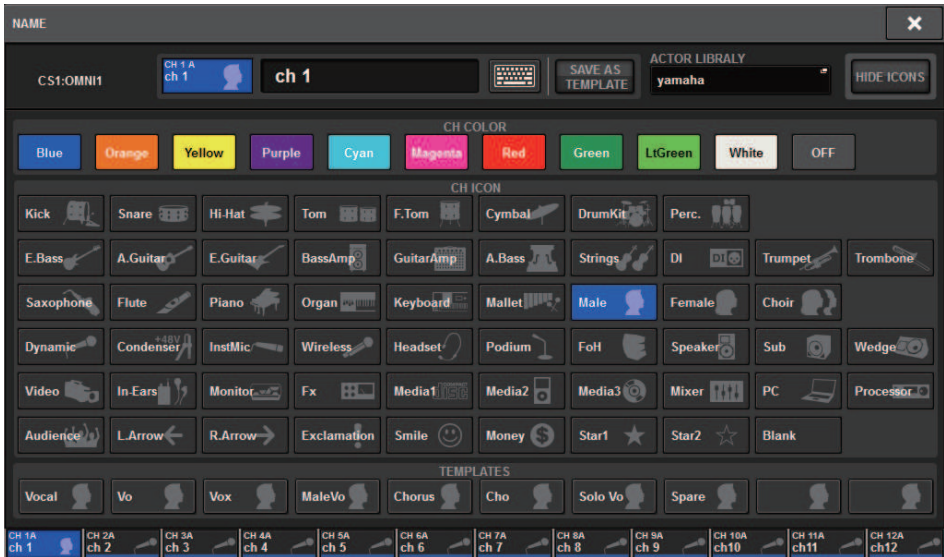 NAME
CS1:OMNI1
CH 1 A
ch 1
ch 1
SAVE AS
TEMPLATE
ACTOR LIBRALY
yamaha
HIDE ICONS
CH COLOR
Blue Orange Yellow Purple Cyan Magenta Red Green LtGreen White OFF
CH ICON
Kick Snare Hi-Hat Tom F.Tom Cymbal DrumKit Perc.
E.Bass A.Guitar E.Guitar BassAmp GuitarAmp A.Bass Strings DI DI Trumpet Trombone
Saxophone Flute Piano Organ Keyboard Mallet Male Female Choir
Dynamic Condenser +48V InstMic Wireless Headset Podium FoH Speaker Sub Wedge
Video In-Ears Monitor Fx Media1 Media2 Media3 Mixer PC Processor
Audience L.Arrow R.Arrow Exclamation Smile Money Star1 Star2 Blank
TEMPLATES
Vocal Vo Vox MaleVo Chorus Cho Solo Vo Spare
CH 1A CH 2A CH 3A CH 4A CH 5A CH 6A CH 7A CH 8A CH 9A CH 10A CH 11A CH 12A
ch 1 ch 2 ch 3 ch 4 ch 5 ch 6 ch 7 ch 8 ch 9 ch10 ch11 ch12